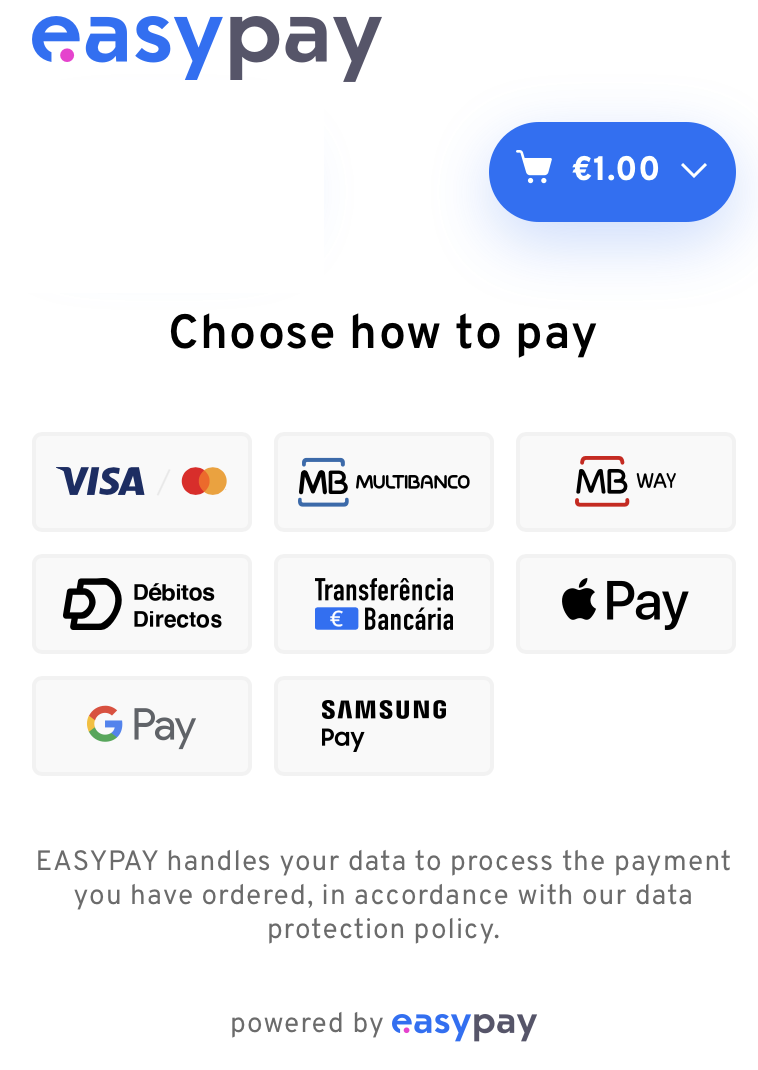 easypay
€1.00
Choose how to pay
VISA
MB MULTIBANCO
MB WAY
Débitos
Directos
Transferência
€ Bancária
Pay
G Pay
SAMSUNG
Pay
EASYPAY handles your data to process the payment
you have ordered, in accordance with our data
protection policy.
powered by easypay